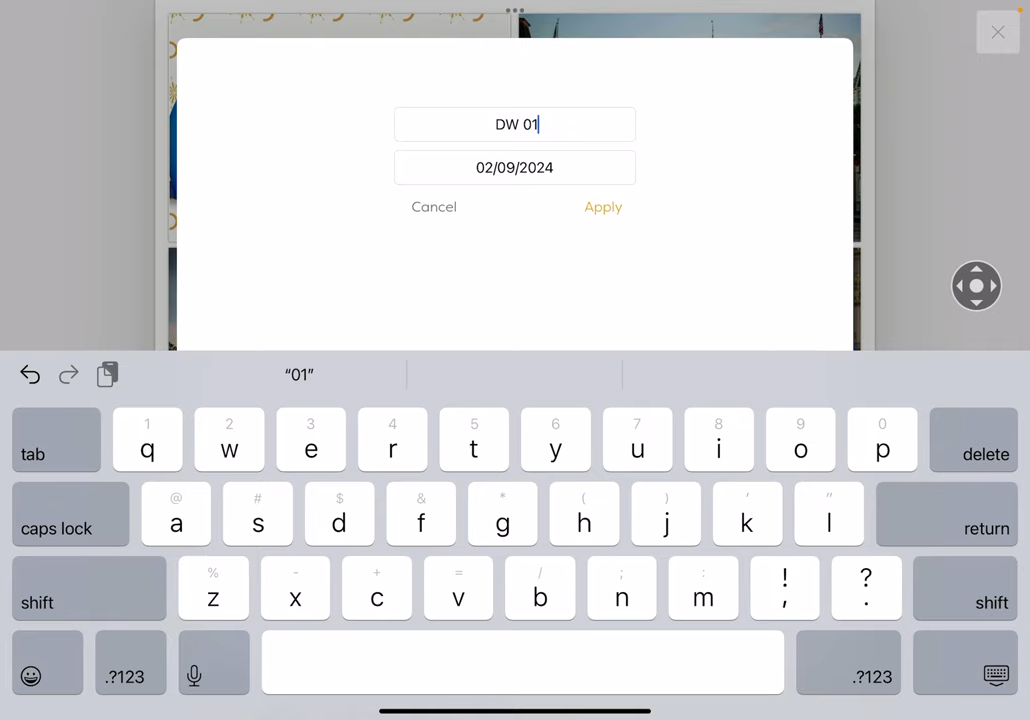 DW 01
02/09/2024
Cancel Apply
“01”
tab 1 q 2 w 3 e 4 r 5 t 6 y 7 u 8 i 9 o 0 p delete
caps lock @ a # s $ d & f * g ( h ) j ' k " l return
shift % z - x + c = v / b ; n : m ! , ? . shift
.?123 .?123